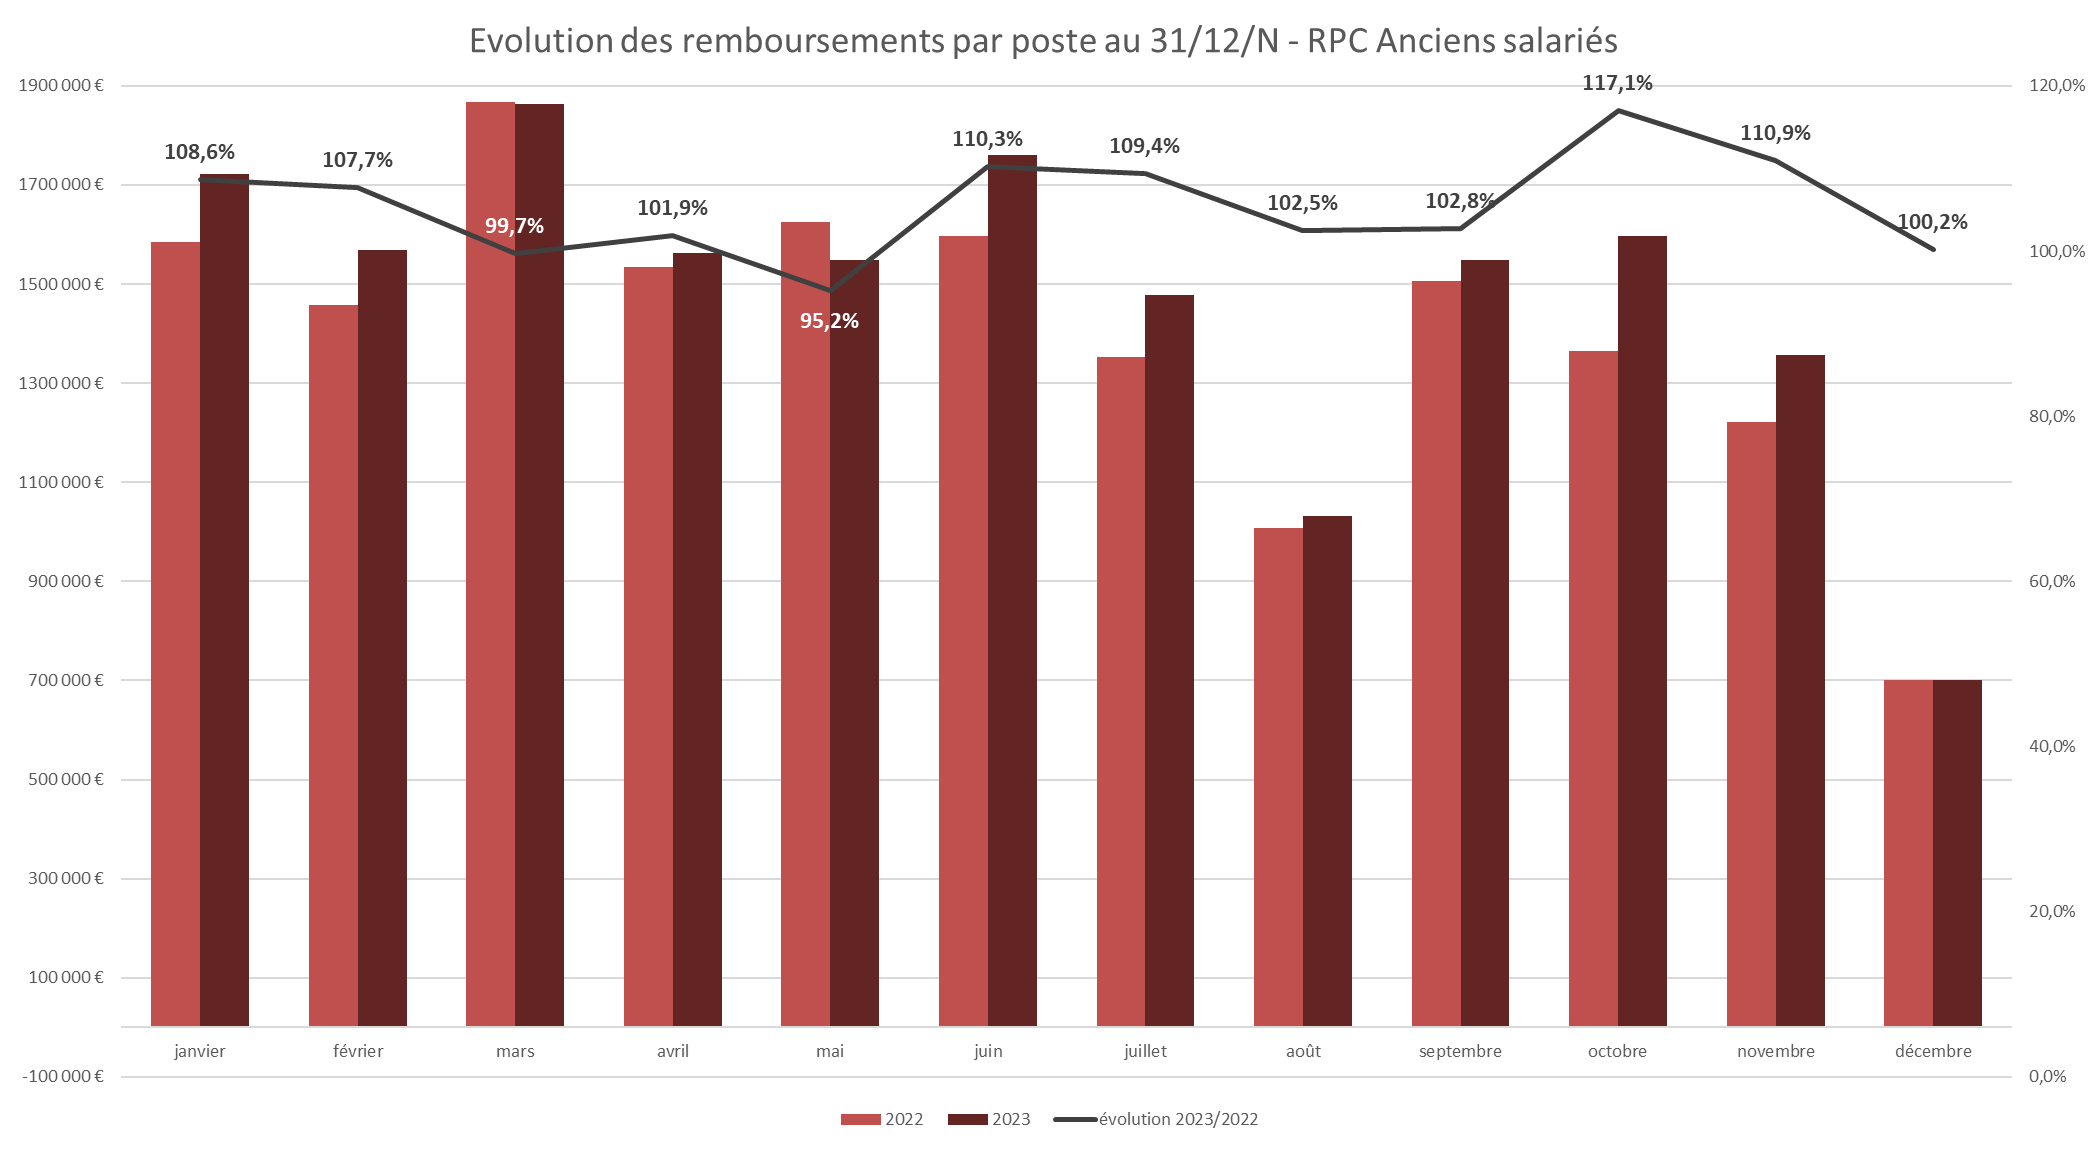 Evolution des remboursements par poste au 31/12/N - RPC Anciens salariés
1900 000 €
1700 000 €
1500 000 €
1300 000 €
1100 000 €
900 000 €
700 000 €
500 000 €
300 000 €
100 000 €
-100 000 €
120,0%
100,0%
80,0%
60,0%
40,0%
20,0%
0,0%
108,6%
107,7%
99,7%
101,9%
95,2%
110,3%
109,4%
102,5%
102,8%
117,1%
110,9%
100,2%
janvier
février
mars
avril
mai
juin
juillet
août
septembre
octobre
novembre
décembre
2022
2023
évolution 2023/2022